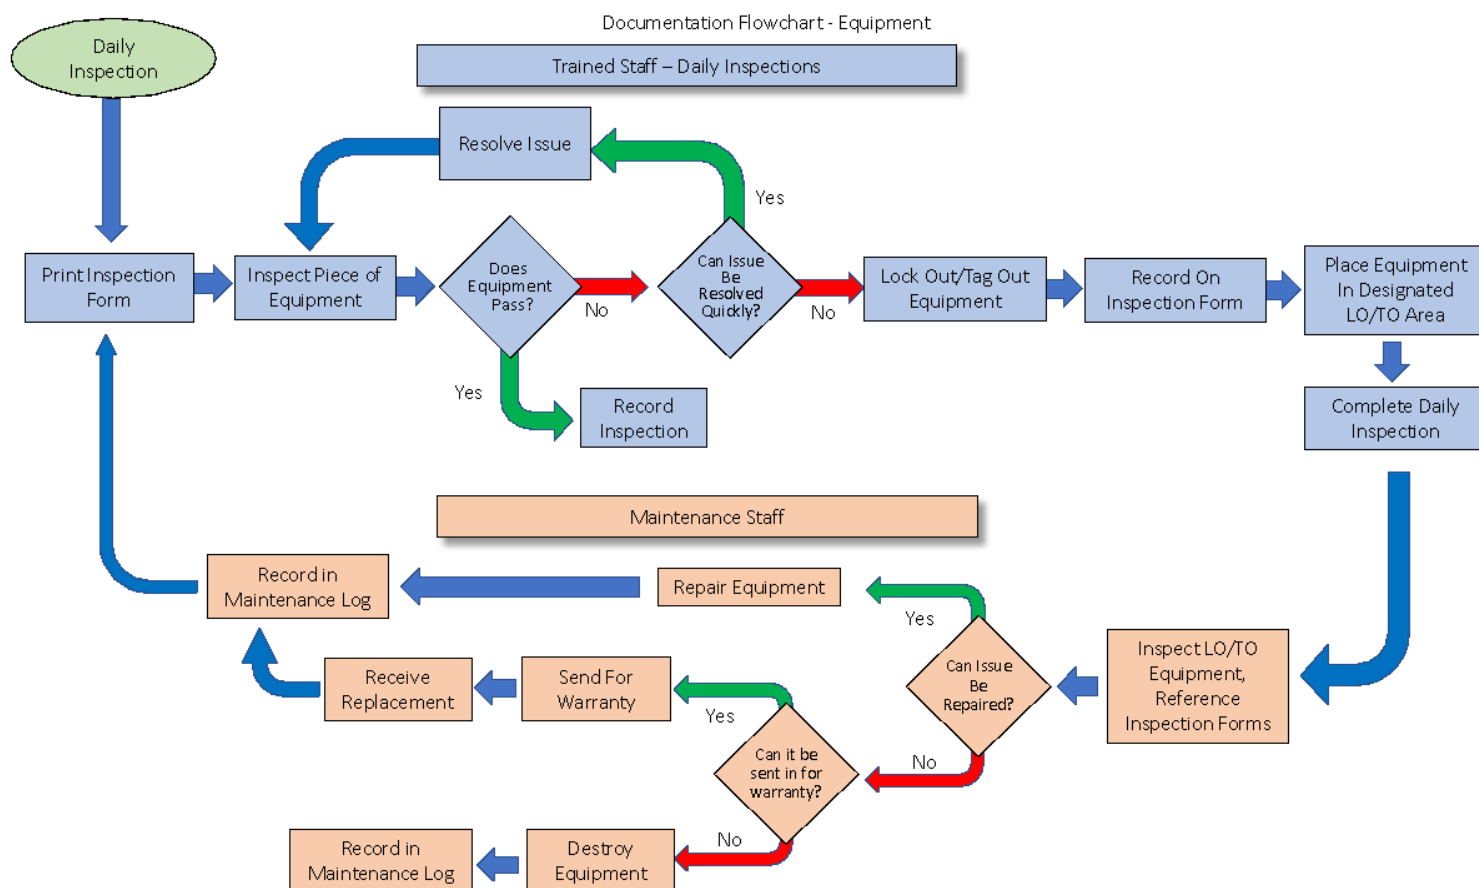 Documentation Flowchart - Equipment
Daily
Inspection
Trained Staff – Daily Inspections
Resolve Issue
Yes
Print Inspection
Form
Inspect Piece of
Equipment
Does
Equipment
Pass?
No
Can Issue
Be
Resolved
Quickly?
No
Lock Out/Tag Out
Equipment
Record On
Inspection Form
Place Equipment
In Designated
LO/TO Area
Yes
Record
Inspection
Complete Daily
Inspection
Maintenance Staff
Record in
Maintenance Log
Repair Equipment
Yes
Can Issue
Be
Repaired?
Inspect LO/TO
Equipment,
Reference
Inspection Forms
Receive
Replacement
Send For
Warranty
Yes
No
Can it be
sent in for
warranty?
No
Record in
Maintenance Log
Destroy
Equipment